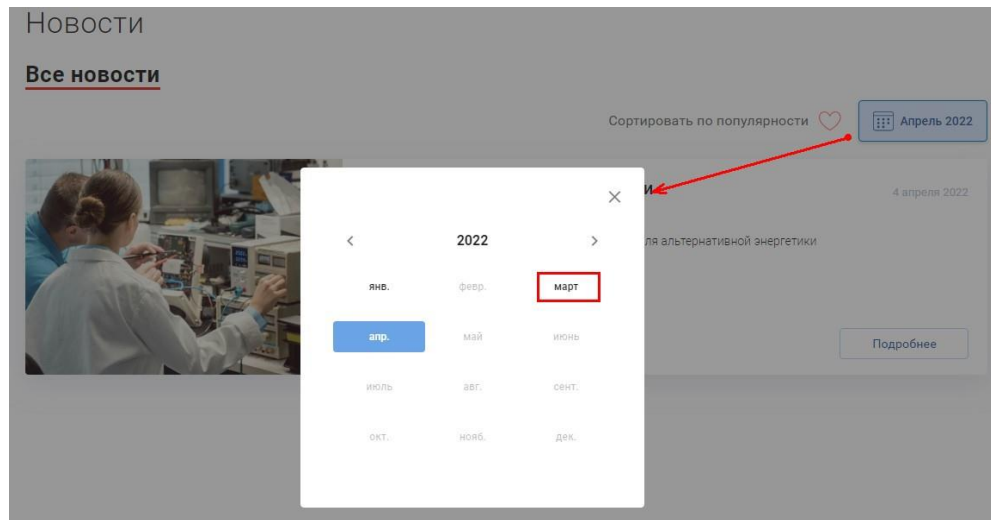 Новости
Все новости
Сортировать по популярности
Апрель 2022
и
4 апреля 2022
ля альтернативной энергетики
Подробнее
2022
янв. февр. март
апр. май июнь
июль авг. сент.
окт. нояб. дек.